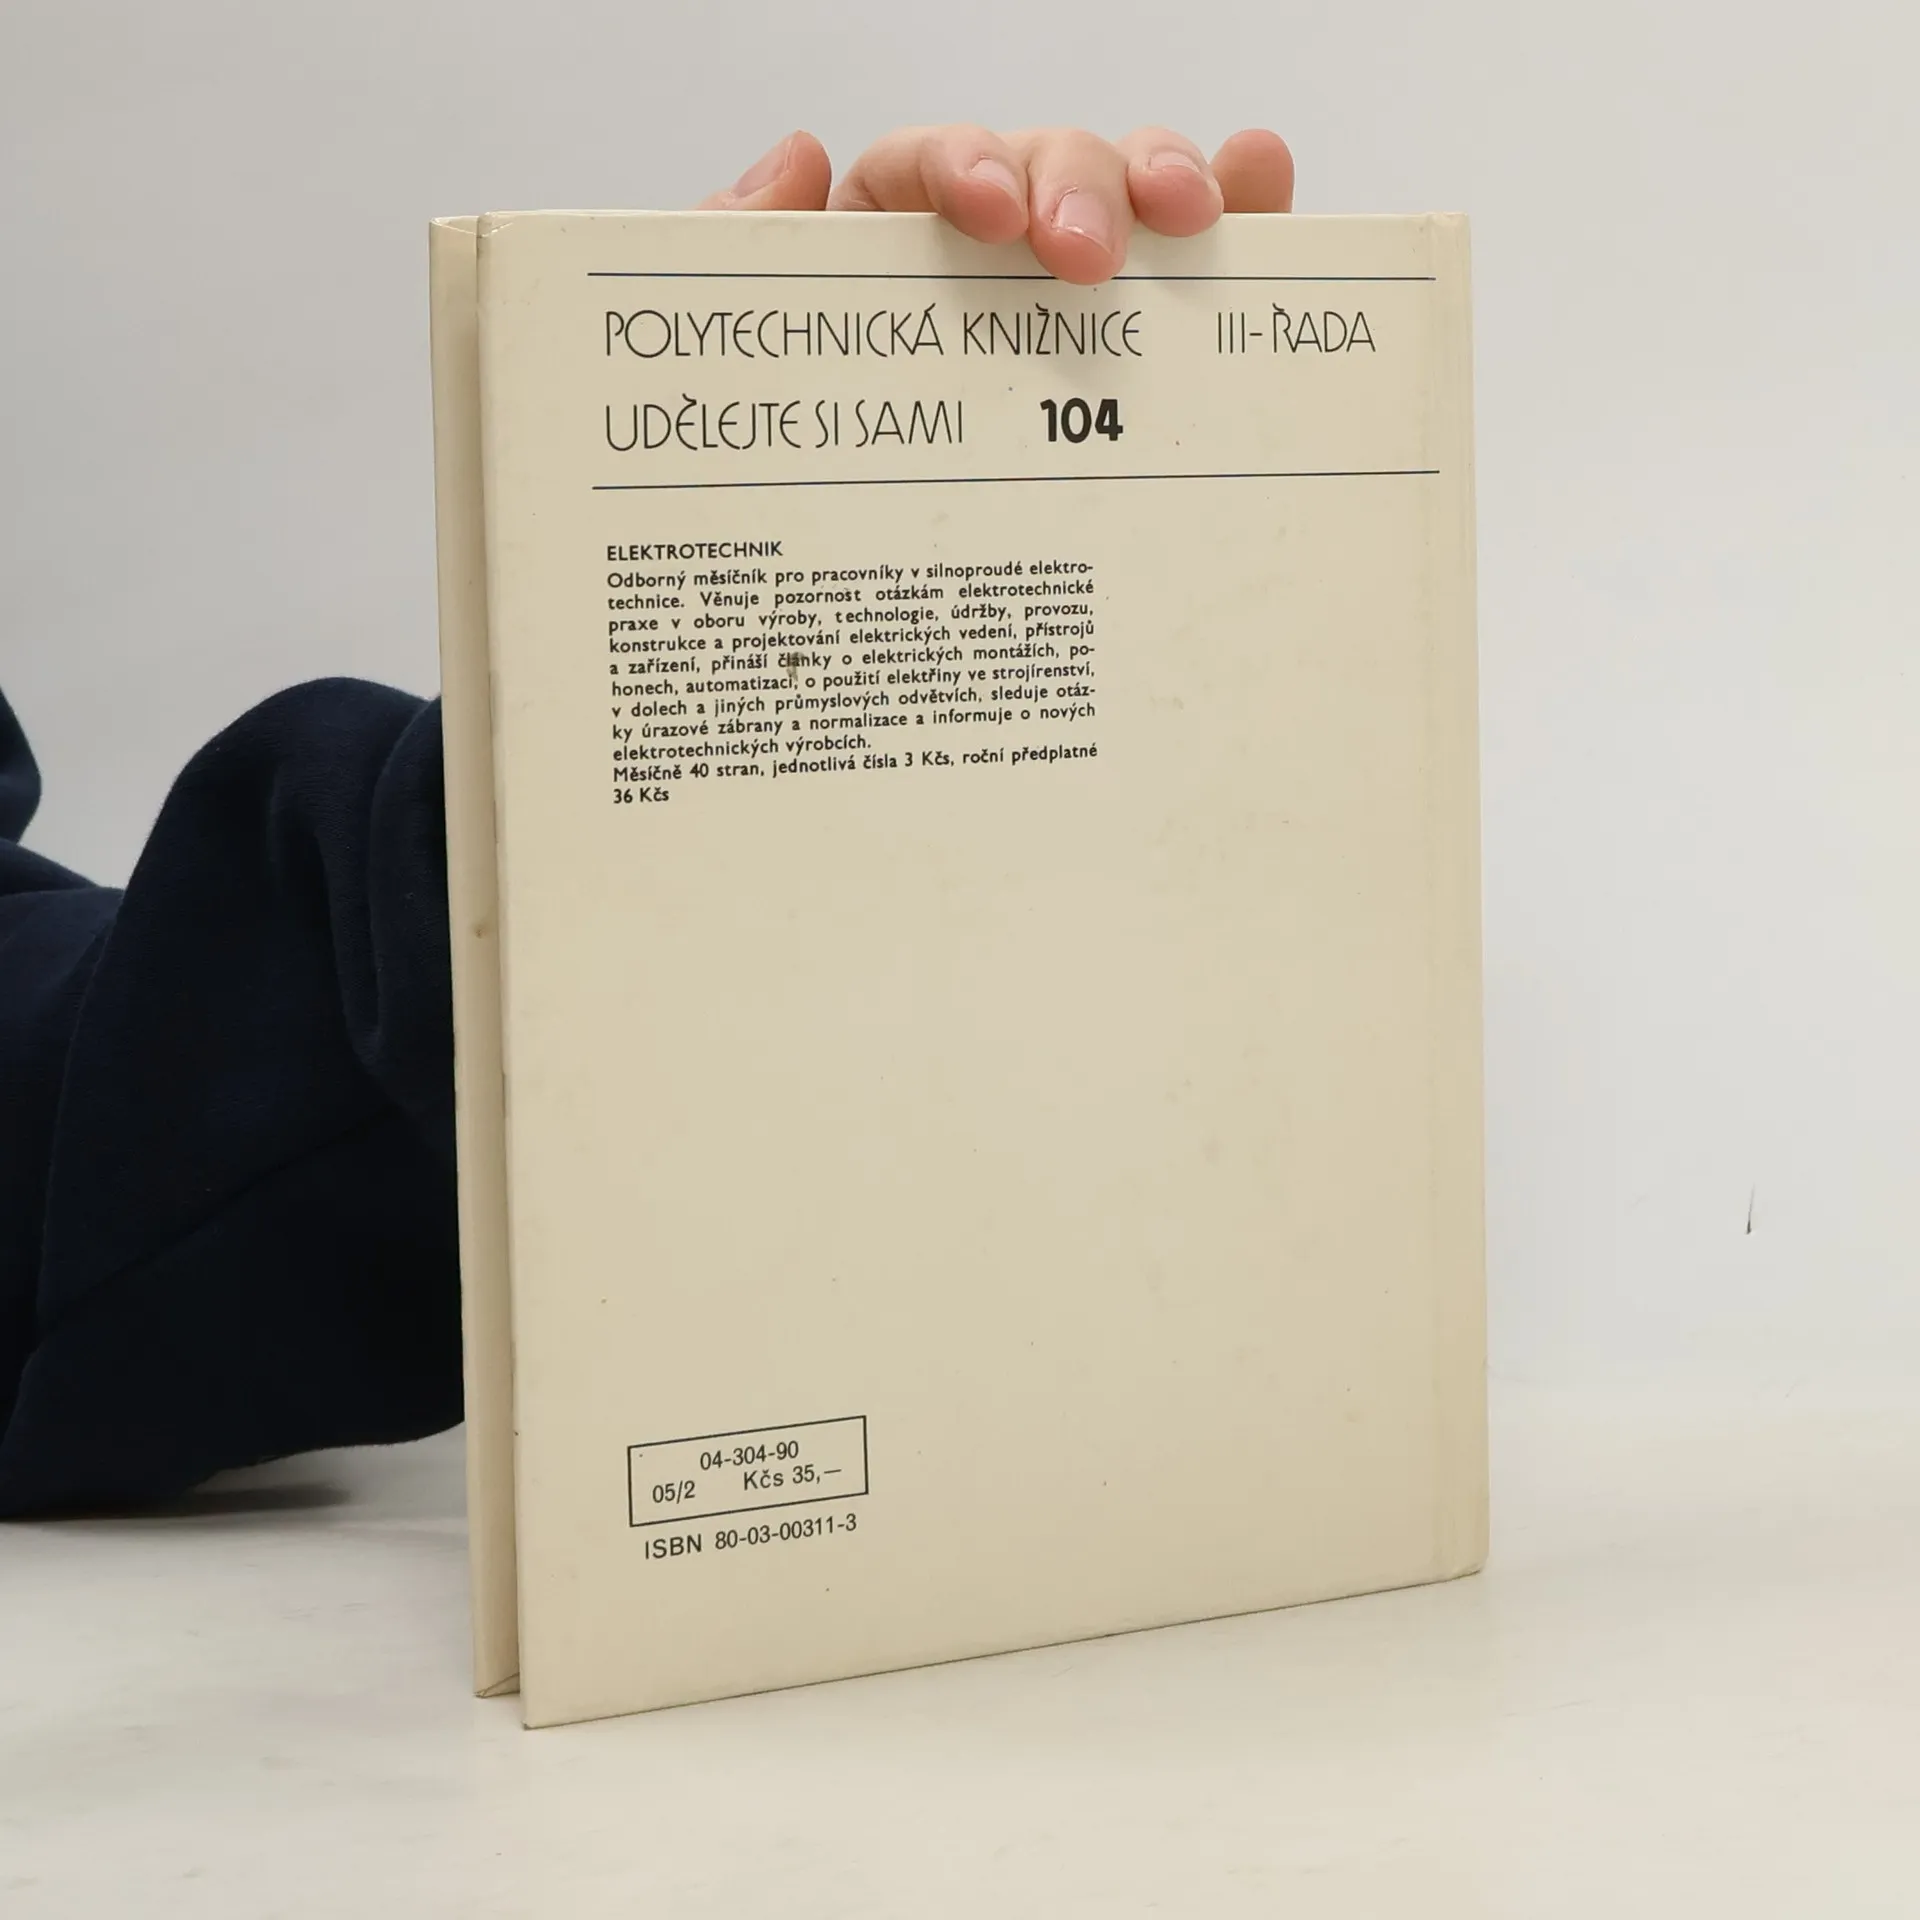 POLYTECHNICKÁ KNIŽNICE III-ŘADA
UDĚLEJTE SI SAMI 104
ELEKTROTECHNIK
Odborný měsíčník pro pracovníky v silnoproudé elektro-
technice. Věnuje pozornost otázkám elektrotechnické
praxe v oboru výroby, technologie, údržby, provozu,
konstrukce a projektování elektrických vedení, přístrojů
a zařízení, přináší články o elektrických montážích, po-
honech, automatizaci, o použití elektřiny ve strojírenství,
v dolech a jiných průmyslových odvětvích, sleduje otáz-
ky úrazové zábrany a normalizace a informuje o nových
elektrotechnických výrobcích.
Měsíčně 40 stran, jednotlivá čísla 3 Kčs, roční předplatné
36 Kčs
04-304-90
05/2 Kčs 35,—
ISBN 80-03-00311-3